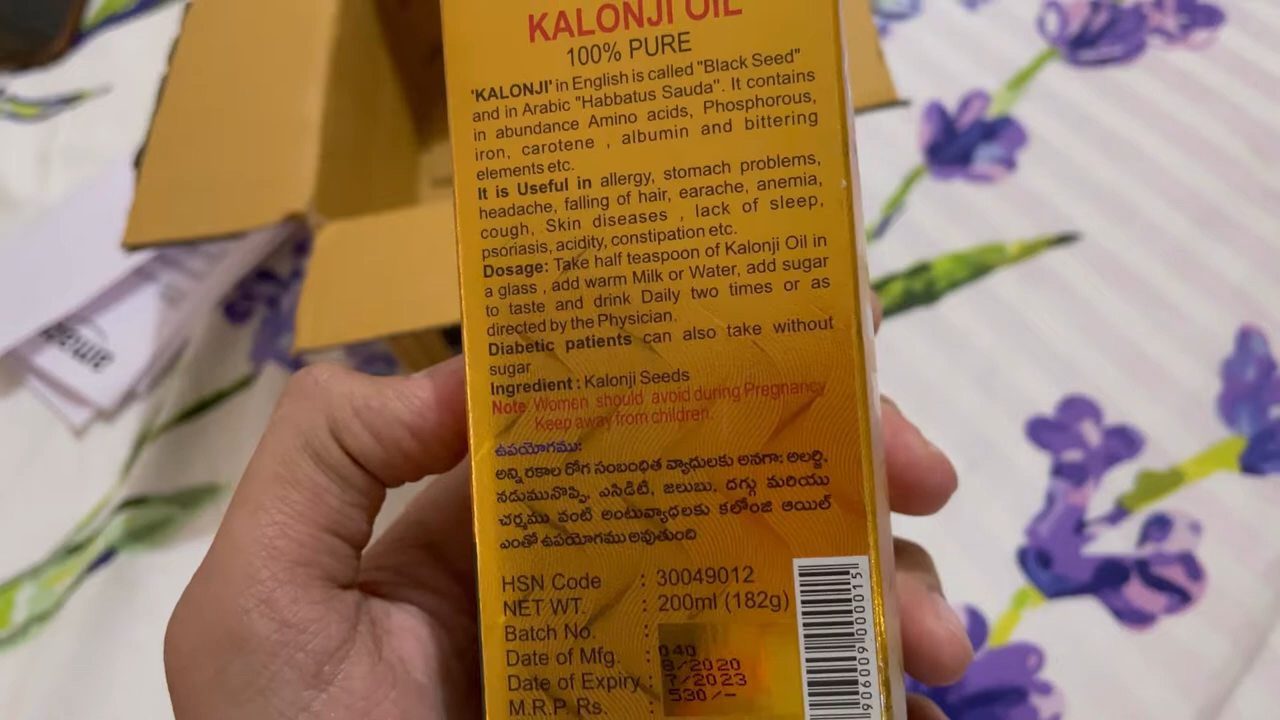 KALONJI OIL
100% PURE
'KALONJI' in English is called "Black Seed"
and in Arabic "Habbatus Sauda". It contains
in abundance Amino acids, Phosphorous,
iron, carotene , albumin and bittering
elements etc.
It is Useful in allergy, stomach problems,
headache, falling of hair, earache, anemia,
cough, Skin diseases , lack of sleep,
psoriasis, acidity, constipation etc.
Dosage: Take half teaspoon of Kalonji Oil in
a glass , add warm Milk or Water, add sugar
to taste and drink Daily two times or as
directed by the Physician.
Diabetic patients can also take without
sugar
Ingredient : Kalonji Seeds
Note: Women should avoid during Pregnancy
Keep away from children.
ఉపయోగము:
అన్ని రకాల రోగ సంబంధిత వ్యాధులకు అనగా: అలర్జి,
నడుమునొప్పి, ఎసిడిటీ, జలుబు, దగ్గు మరియు
చర్మము వంటి అంటువ్యాధలకు కలోంజి ఆయిల్
ఎంతో ఉపయోగము అవుతుంది
HSN Code : 30049012
NET WT. : 200ml (182g)
Batch No. : 040
Date of Mfg. : 8/2020
Date of Expiry : 7/2023
M.R.P. Rs. : 530/-
906009000015